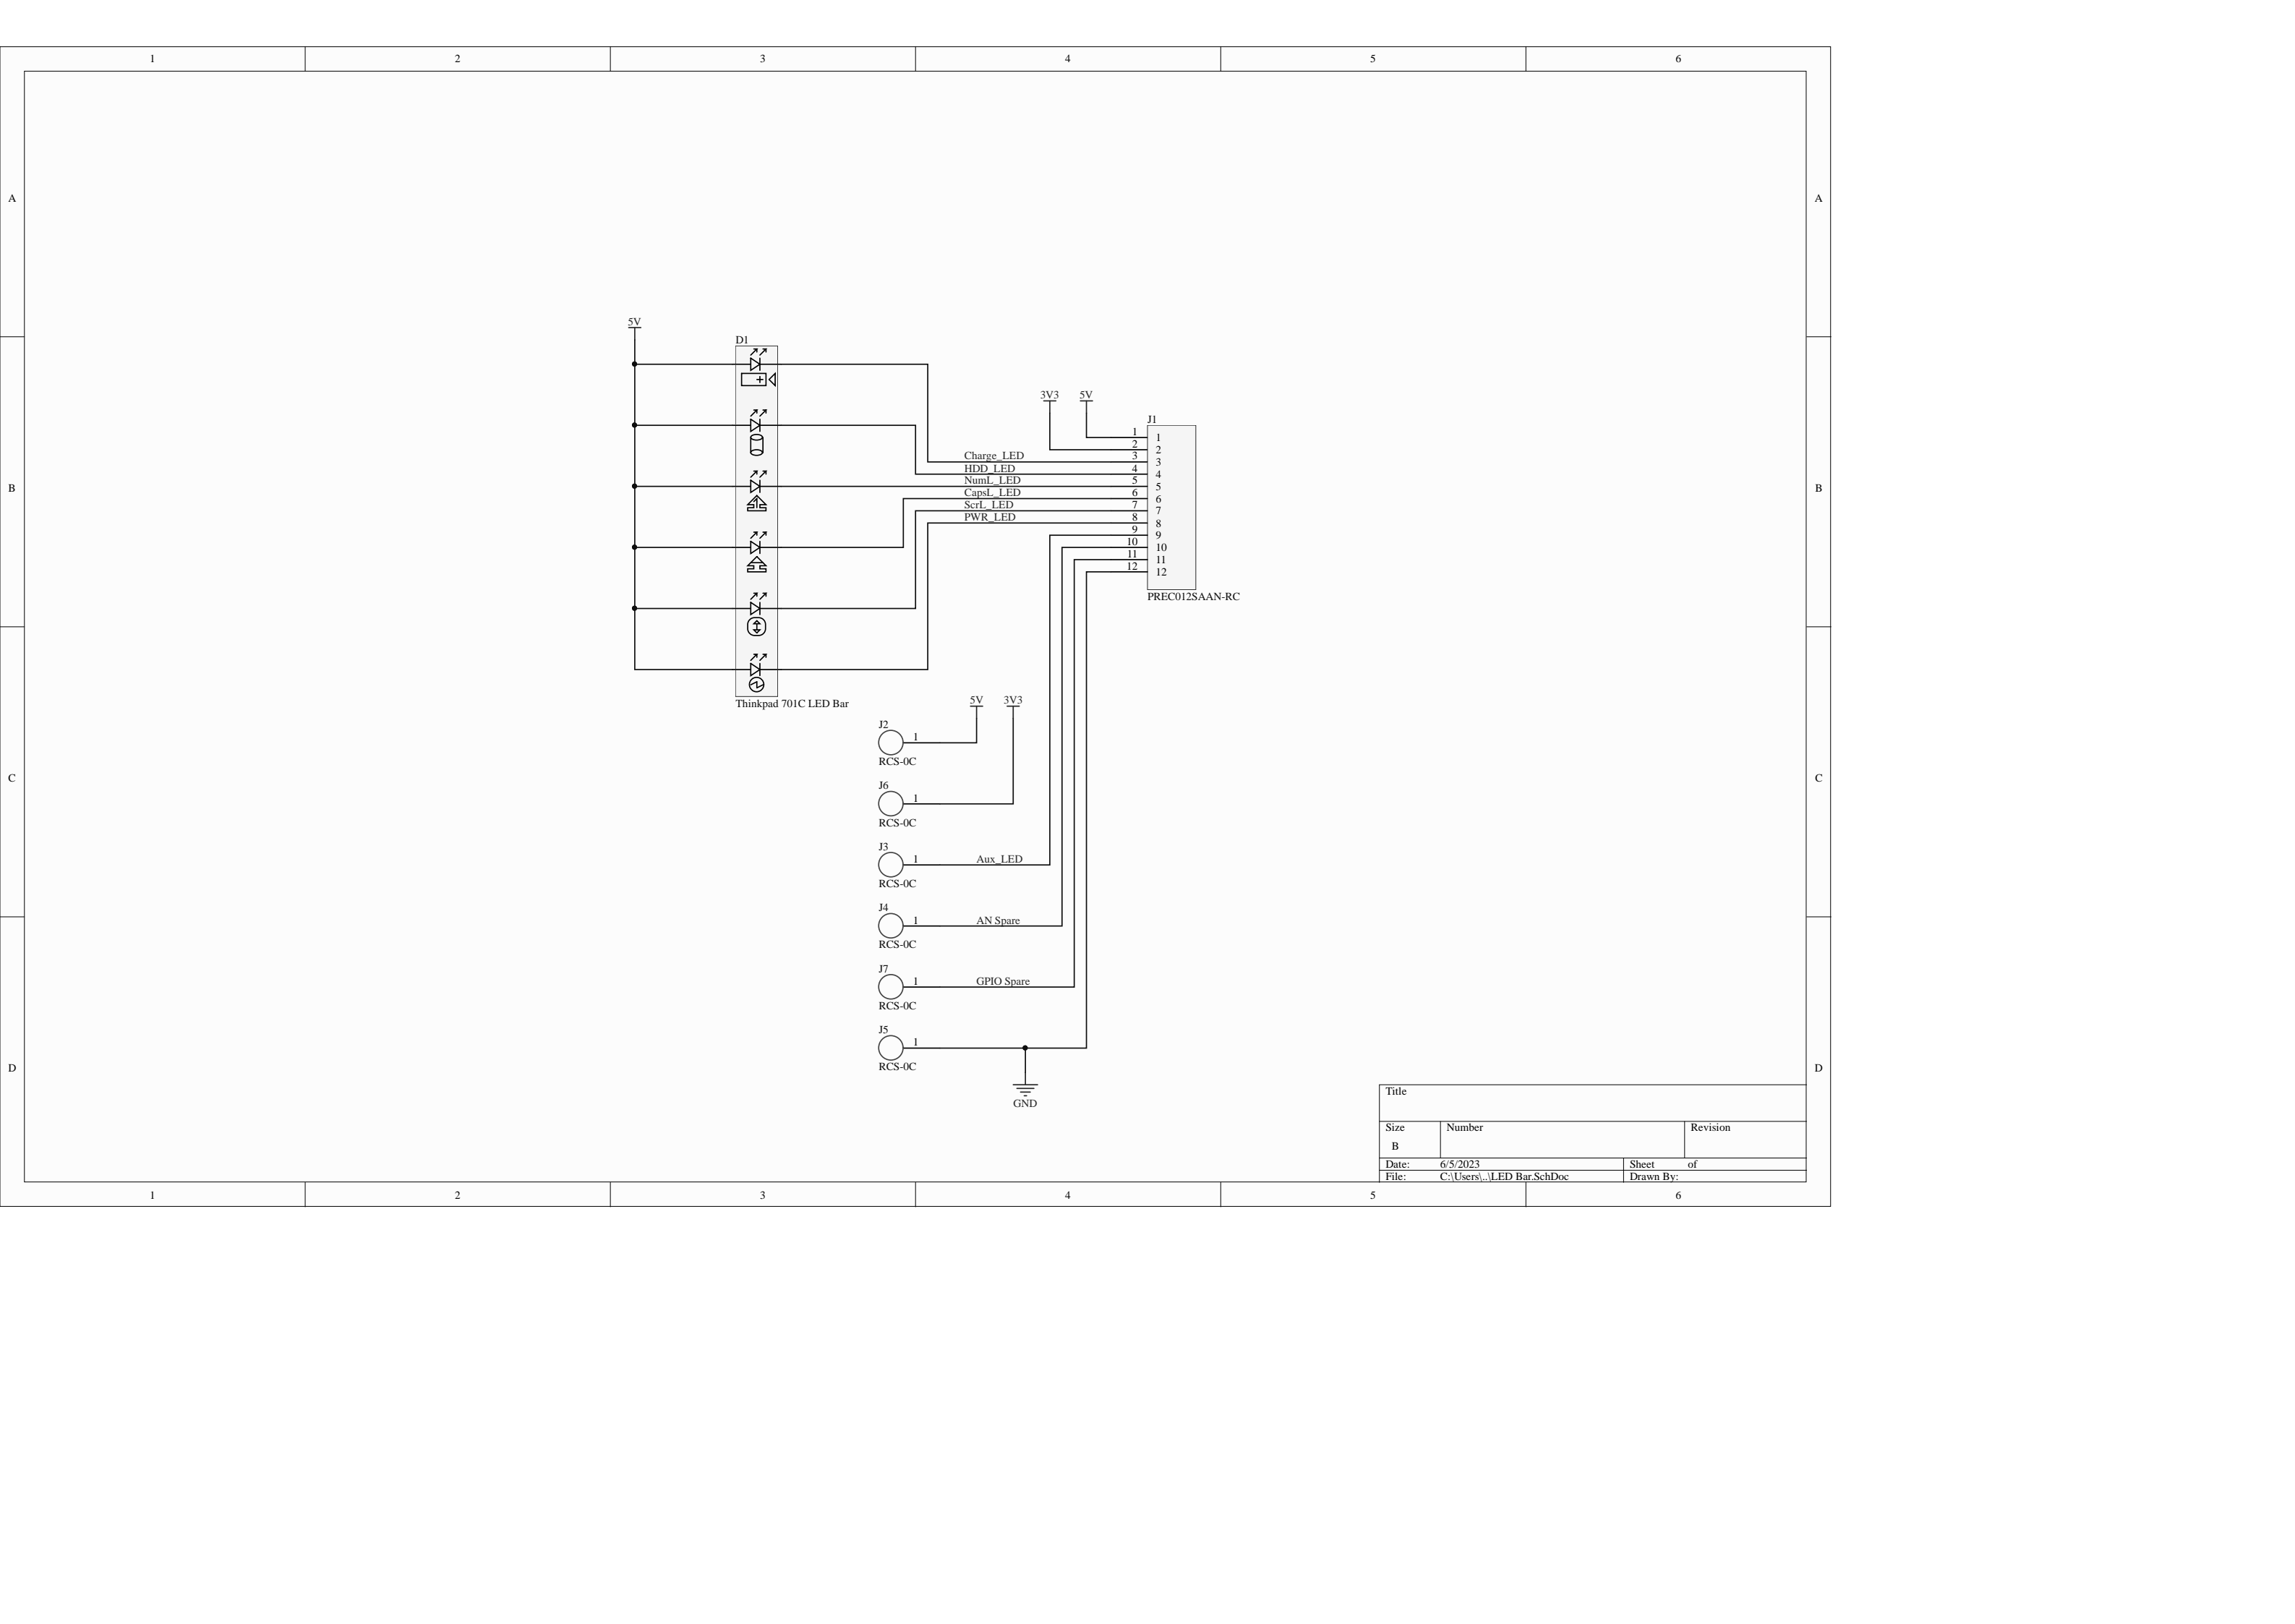 1 2 3 4 5 6
A A
5V
D1
3V3 5V
J1
1 1
2 2
Charge_LED 3 3
HDD_LED 4 4
B NumL_LED 5 5 B
CapsL_LED 6 6
ScrL_LED 7 7
PWR_LED 8 8
9 9
10 10
11 11
12 12
PREC012SAAN-RC
Thinkpad 701C LED Bar
5V 3V3
J2
1
RCS-0C
C C
J6
1
RCS-0C
J3
1 Aux_LED
RCS-0C
J4
1 AN Spare
RCS-0C
J7
1 GPIO Spare
RCS-0C
J5
1
RCS-0C
D D
GND
Title
Size Number Revision
B
Date: 6/5/2023 Sheet of
File: C:\Users\..\LED Bar.SchDoc Drawn By:
1 2 3 4 5 6